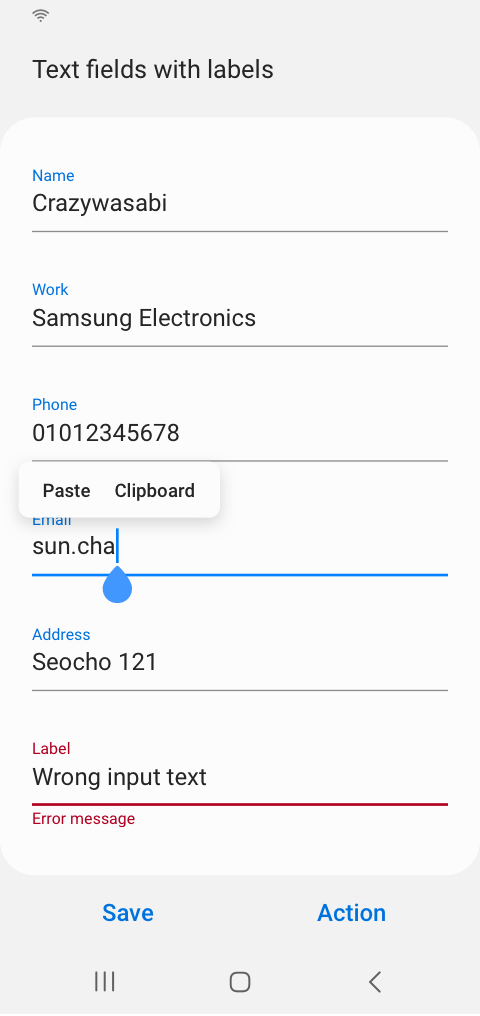 Text fields with labels
Name
Crazywasabi
Work
Samsung Electronics
Phone
01012345678
Paste Clipboard
Email
sun.cha
Address
Seocho 121
Label
Wrong input text
Error message
Save Action